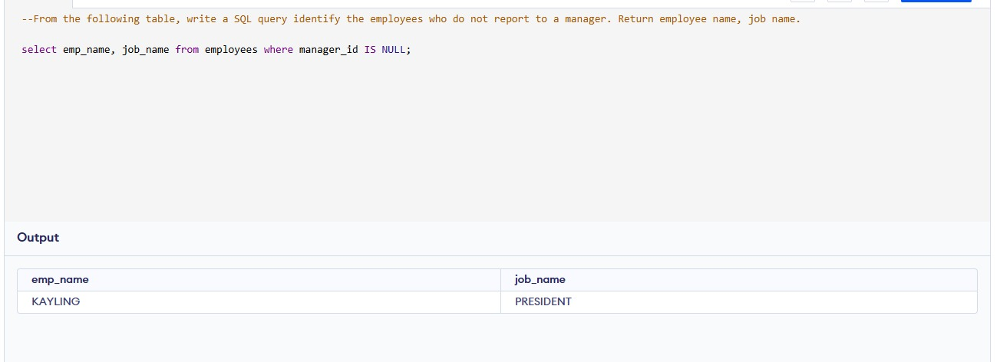 --From the following table, write a SQL query identify the employees who do not report to a manager. Return employee name, job name.
select emp_name, job_name from employees where manager_id IS NULL;
Output
emp_name job_name
KAYLING PRESIDENT